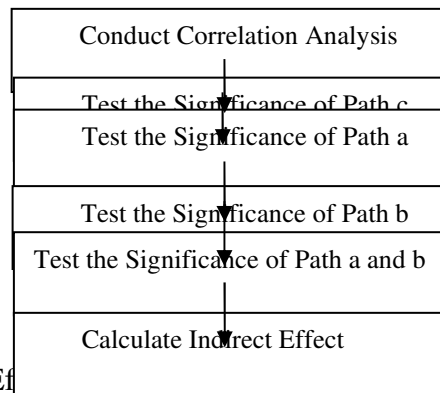 Conduct Correlation Analysis
Test the Significance of Path c
Test the Significance of Path a
Test the Significance of Path b
Test the Significance of Path a and b
Calculate Indirect Effect